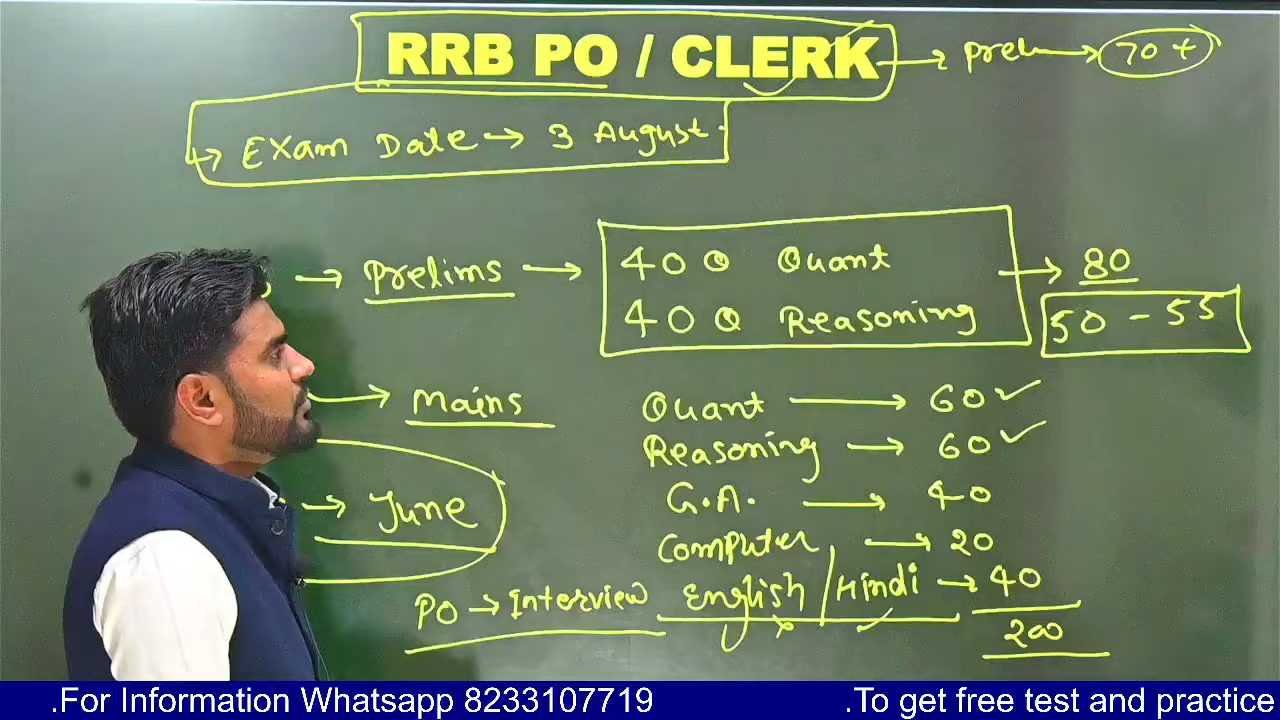 RRB PO / CLERK → Prelim → 70+
→ Exam Date → 3 August
→ Prelims → 40 Q Quant → 80
40 Q Reasoning 50 - 55
→ Mains Quant → 60 ✓
Reasoning → 60 ✓
G.A. → 40
→ June
Computer → 20
PO → Interview English / Hindi → 40
200
.For Information Whatsapp 8233107719 .To get free test and practice